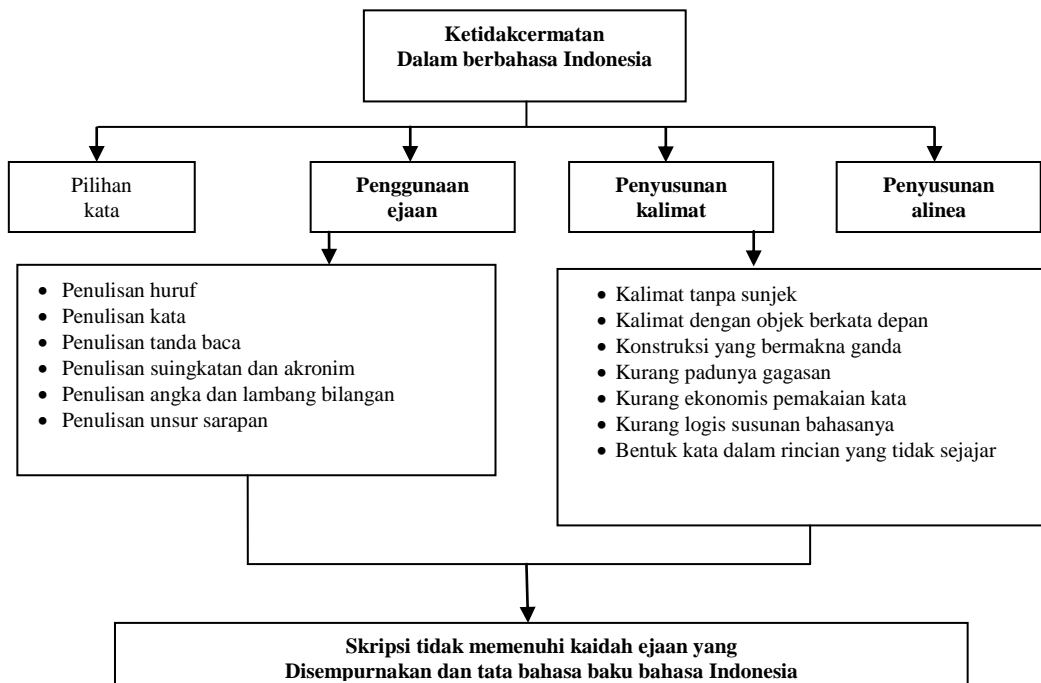 Ketidakcermatan
Dalam berbahasa Indonesia
Pilihan
kata
Penggunaan
ejaan
Penyusunan
kalimat
Penyusunan
alinea
• Penulisan huruf
• Penulisan kata
• Penulisan tanda baca
• Penulisan suingkatan dan akronim
• Penulisan angka dan lambang bilangan
• Penulisan unsur sarapan
• Kalimat tanpa sunjek
• Kalimat dengan objek berkata depan
• Konstruksi yang bermakna ganda
• Kurang padunya gagasan
• Kurang ekonomis pemakaian kata
• Kurang logis susunan bahasanya
• Bentuk kata dalam rincian yang tidak sejajar
Skripsi tidak memenuhi kaidah ejaan yang
Disempurnakan dan tata bahasa baku bahasa Indonesia